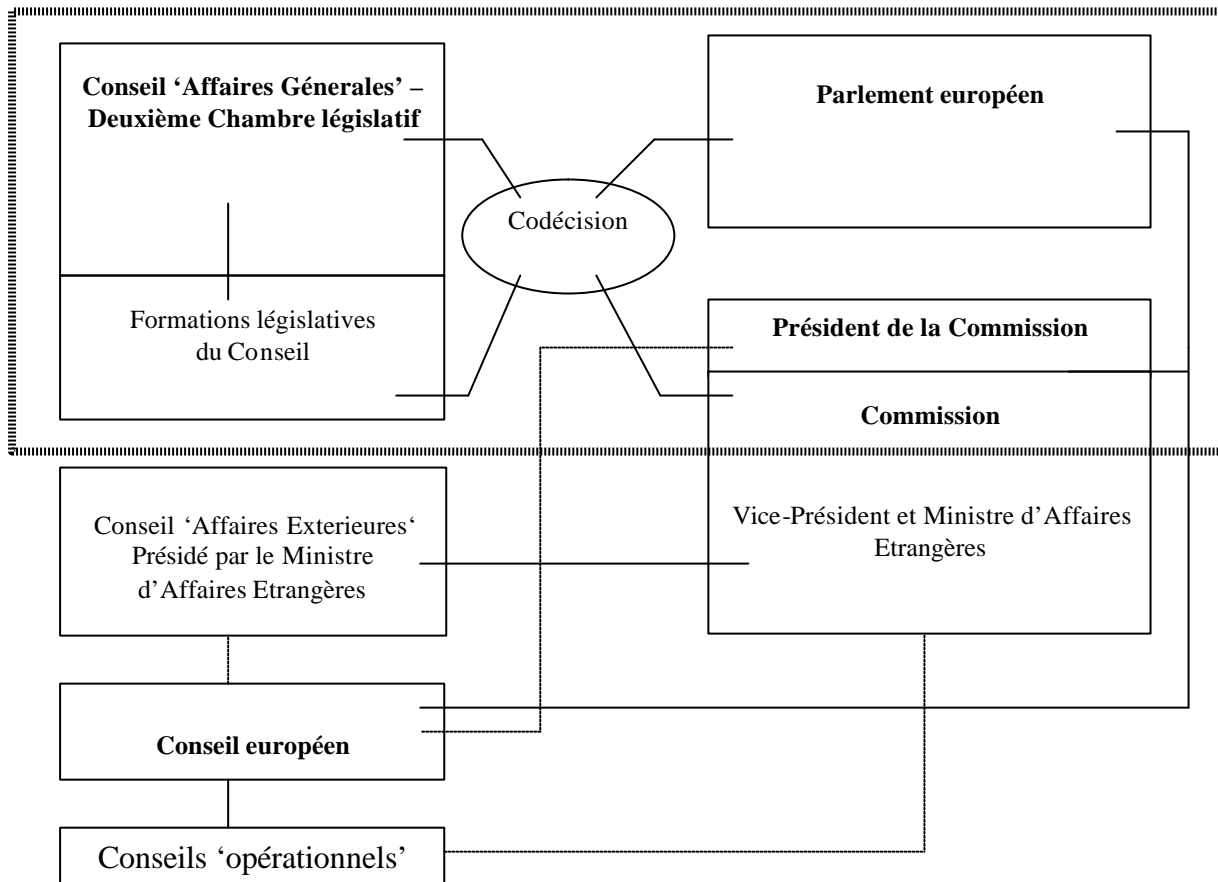 Conseil ‘Affaires Génerales’ –
Deuxième Chambre législatif
Parlement européen
Codécision
Formations législatives
du Conseil
Président de la Commission
Commission
Conseil ‘Affaires Exterieures‘
Présidé par le Ministre
d’Affaires Etrangères
Vice-Président et Ministre d’Affaires
Etrangères
Conseil européen
Conseils ‘opérationnels’